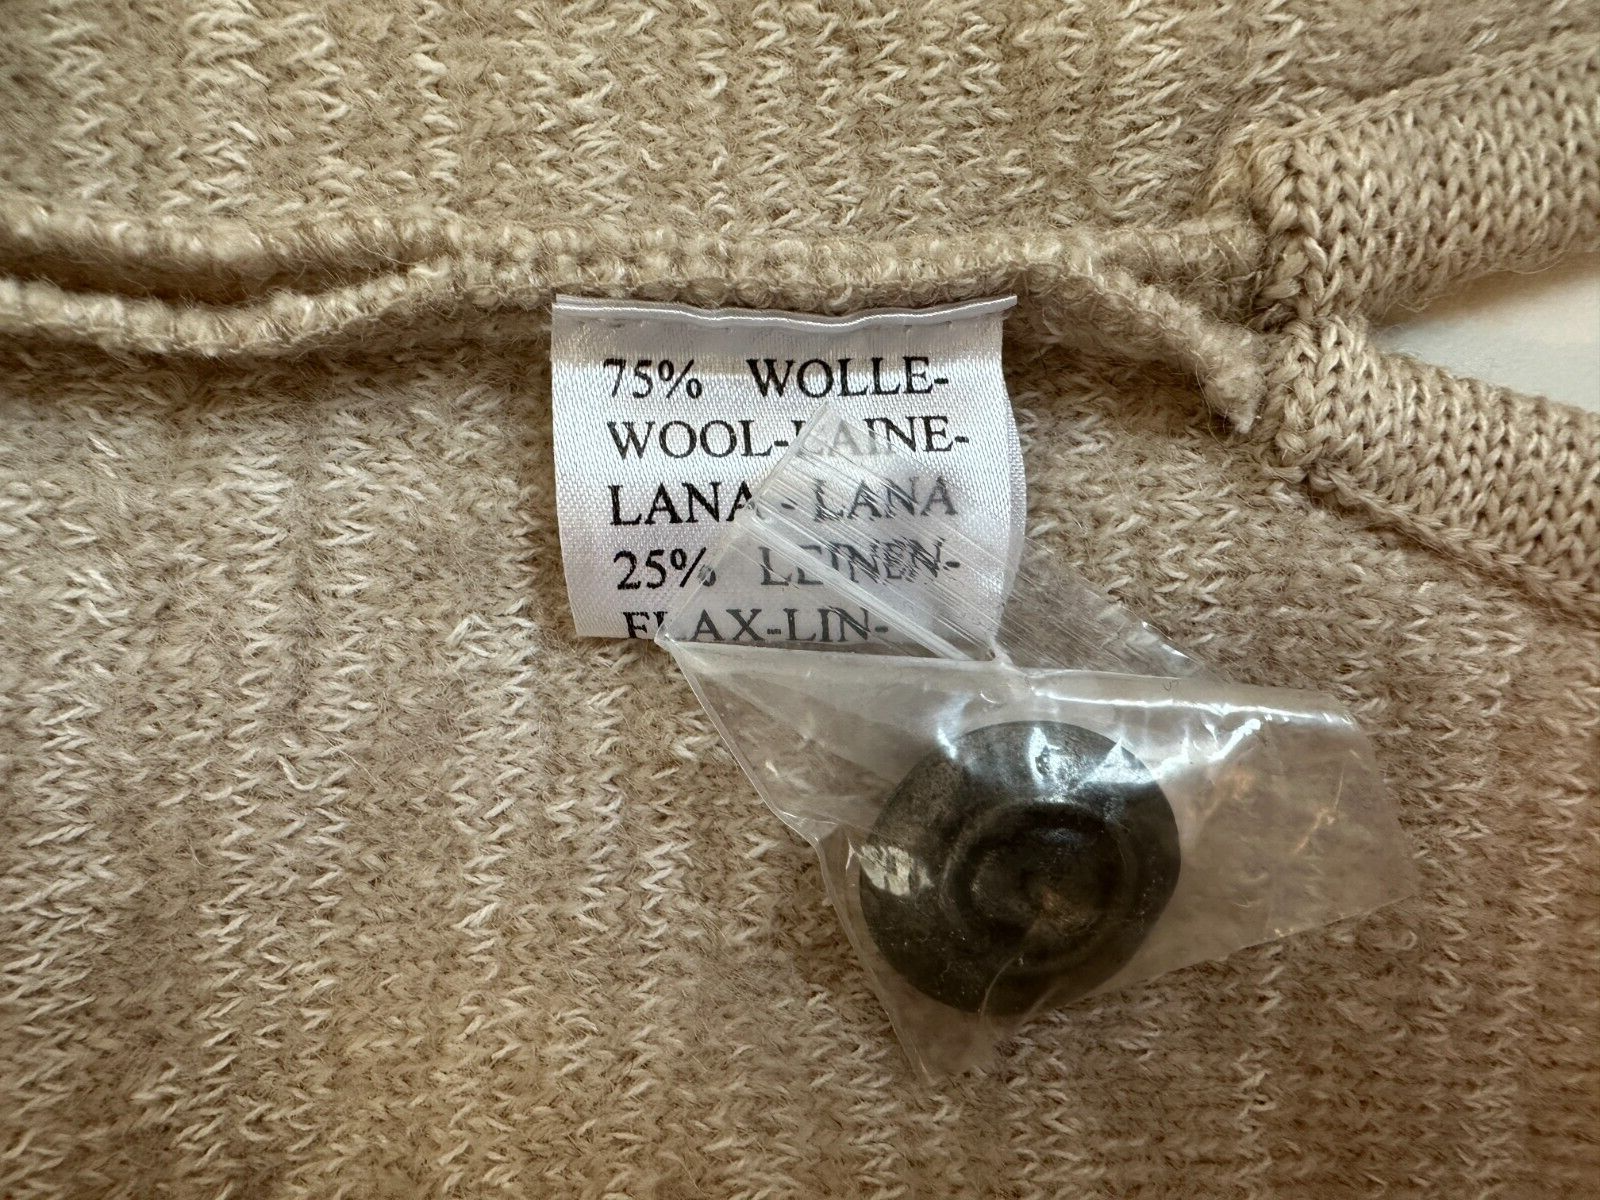 75% WOLLE-
WOOL-LAINE-
LANA - LANA
25% LEINEN-
FLAX-LIN-